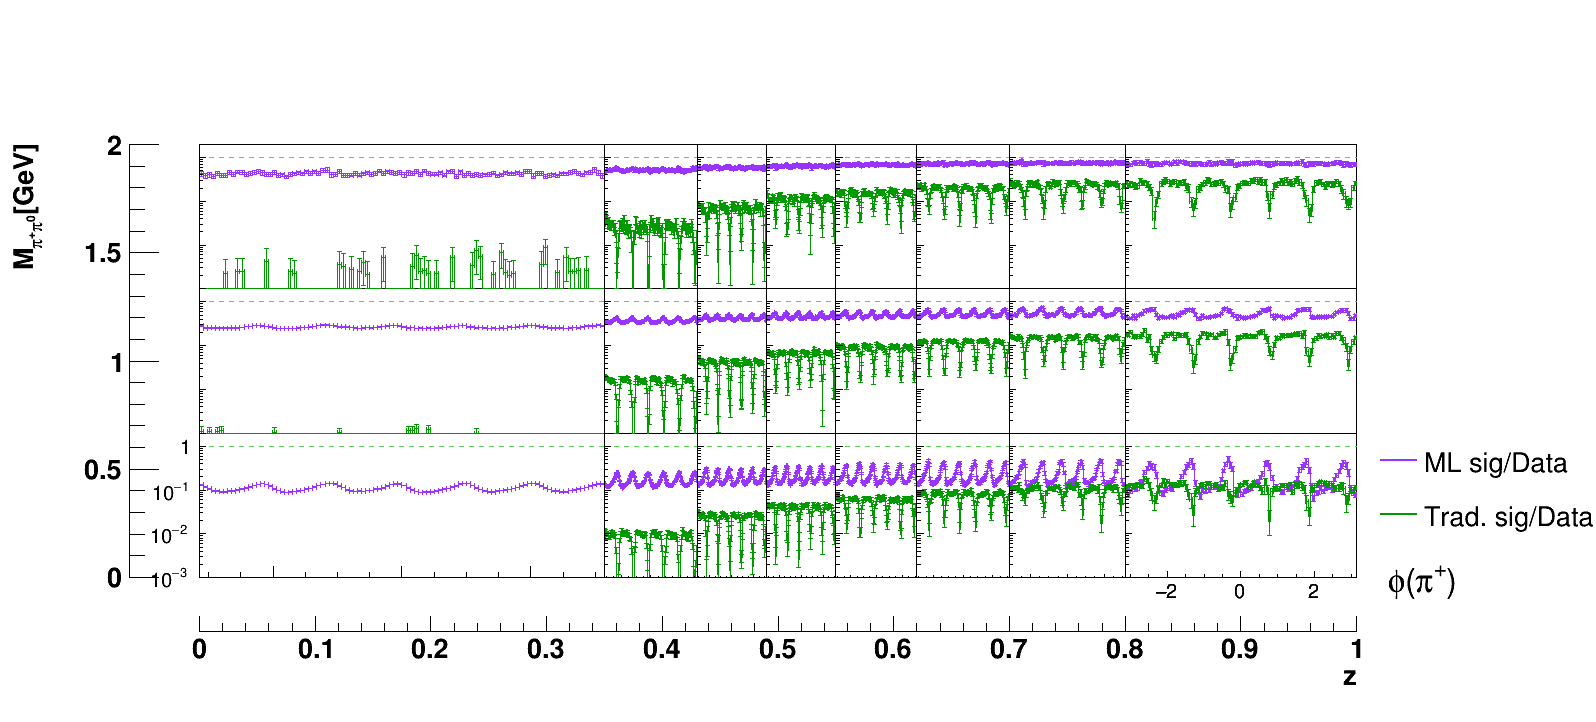 M_{π⁺π⁰}[GeV]
2
1.5
1
0.5
0
1
10⁻¹
10⁻²
10⁻³
ML sig/Data
Trad. sig/Data
−2 0 2
ϕ(π⁺)
0 0.1 0.2 0.3 0.4 0.5 0.6 0.7 0.8 0.9 1
z